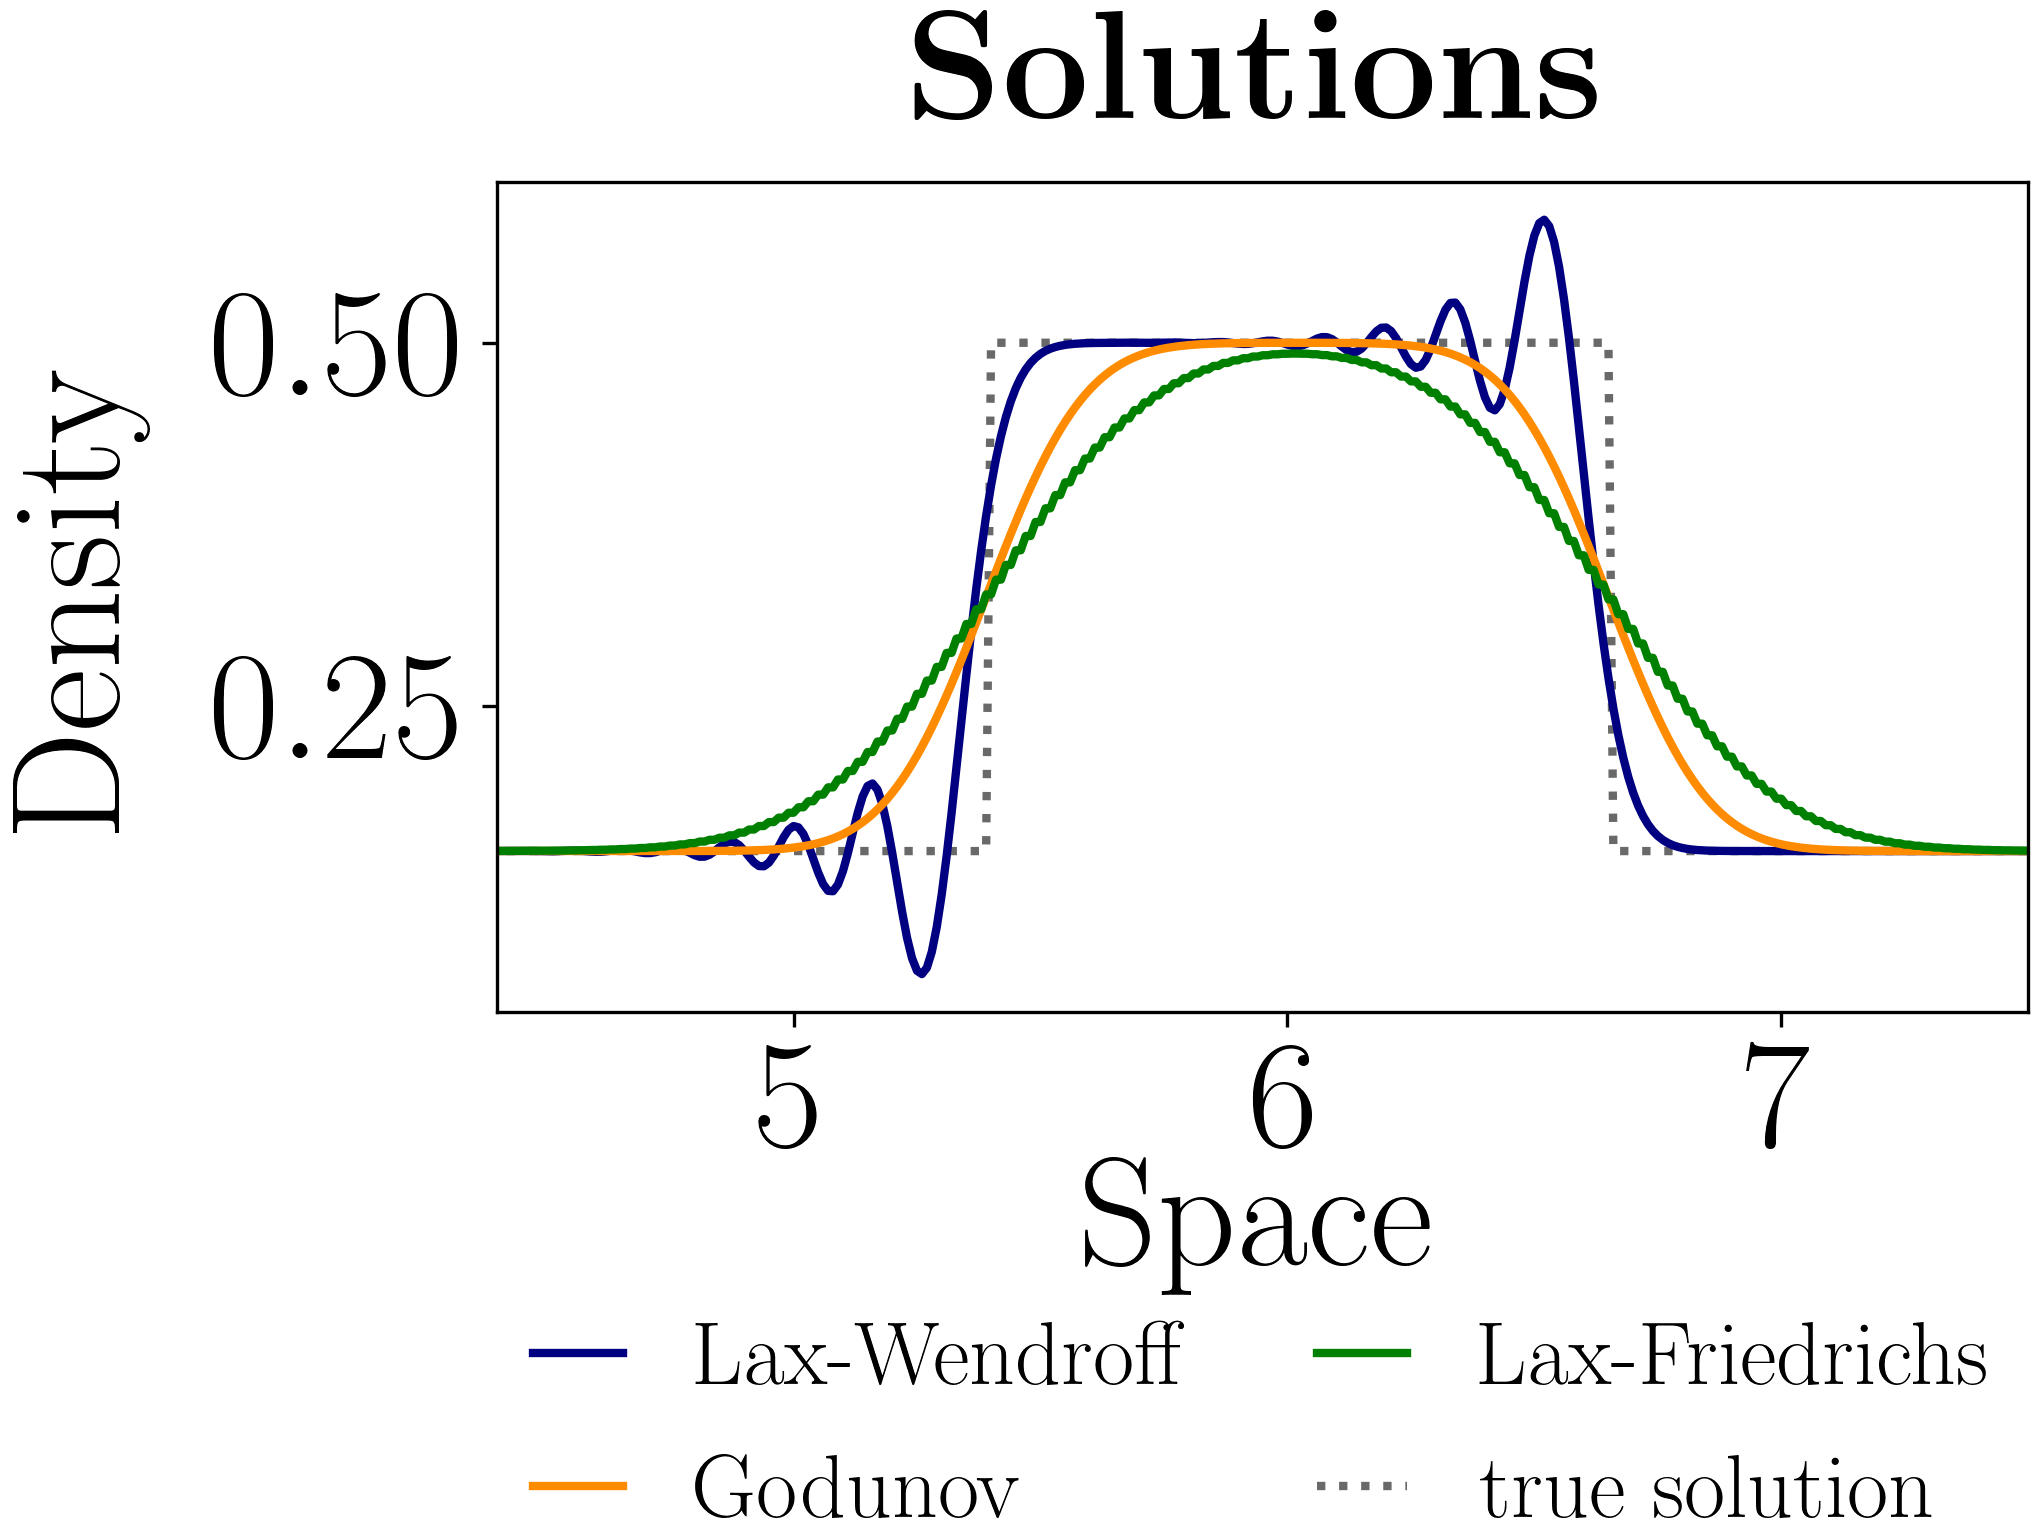 Solutions
Density
0.50
0.25
5 6 7
Space
Lax-Wendroff Lax-Friedrichs
Godunov true solution